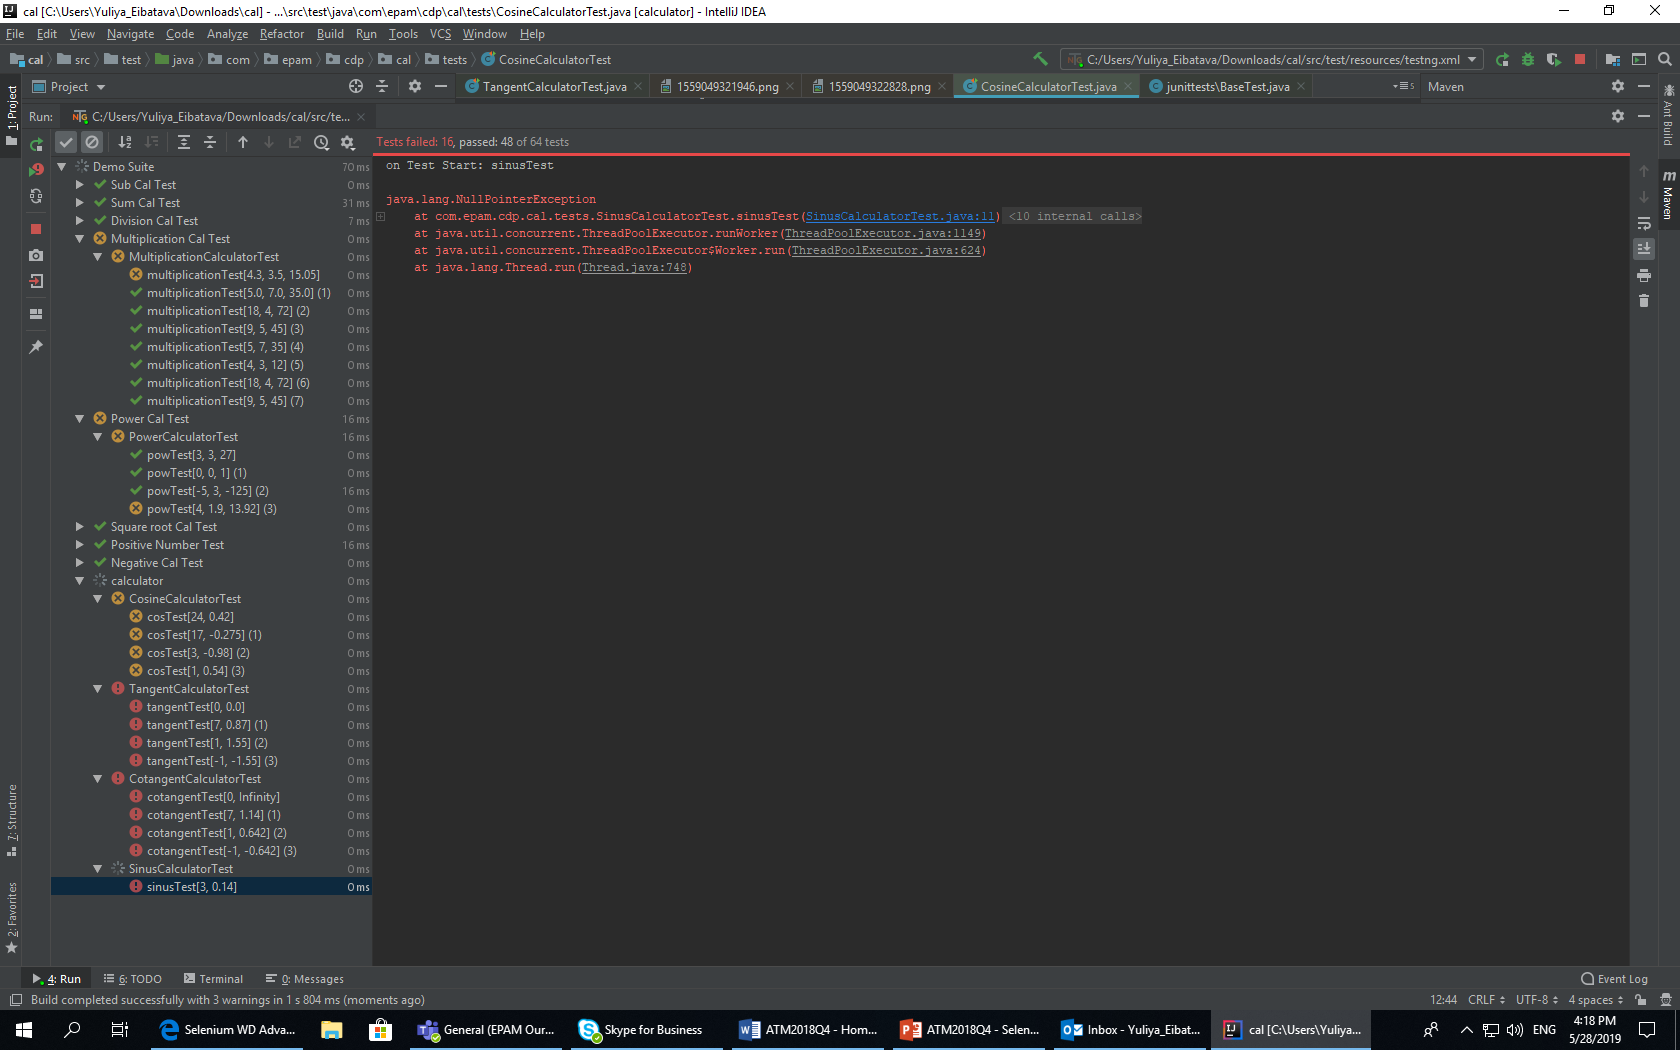 cal [C:\Users\Yuliya_Eibatava\Downloads\cal] - ...\src\test\java\com\epam\cdp\cal\tests\CosineCalculatorTest.java [calculator] - IntelliJ IDEA
File Edit View Navigate Code Analyze Refactor Build Run Tools VCS Window Help
cal src test java com epam cdp cal tests CosineCalculatorTest C:/Users/Yuliya_Eibatava/Downloads/cal/src/test/resources/testng.xml
Project TangentCalculatorTest.java 1559049321946.png 1559049322828.png CosineCalculatorTest.java junittests\BaseTest.java Maven
1: Project
Ant Build
Maven
Run: C:/Users/Yuliya_Eibatava/Downloads/cal/src/te...
Tests failed: 16, passed: 48 of 64 tests
Demo Suite 70 ms
Sub Cal Test 0 ms
Sum Cal Test 31 ms
Division Cal Test 7 ms
Multiplication Cal Test 0 ms
MultiplicationCalculatorTest 0 ms
multiplicationTest[4.3, 3.5, 15.05] 0 ms
multiplicationTest[5.0, 7.0, 35.0] (1) 0 ms
multiplicationTest[18, 4, 72] (2) 0 ms
multiplicationTest[9, 5, 45] (3) 0 ms
multiplicationTest[5, 7, 35] (4) 0 ms
multiplicationTest[4, 3, 12] (5) 0 ms
multiplicationTest[18, 4, 72] (6) 0 ms
multiplicationTest[9, 5, 45] (7) 0 ms
Power Cal Test 16 ms
PowerCalculatorTest 16 ms
powTest[3, 3, 27] 0 ms
powTest[0, 0, 1] (1) 0 ms
powTest[-5, 3, -125] (2) 16 ms
powTest[4, 1.9, 13.92] (3) 0 ms
Square root Cal Test 0 ms
Positive Number Test 16 ms
Negative Cal Test 0 ms
calculator 0 ms
CosineCalculatorTest 0 ms
cosTest[24, 0.42] 0 ms
cosTest[17, -0.275] (1) 0 ms
cosTest[3, -0.98] (2) 0 ms
cosTest[1, 0.54] (3) 0 ms
TangentCalculatorTest 0 ms
tangentTest[0, 0.0] 0 ms
tangentTest[7, 0.87] (1) 0 ms
tangentTest[1, 1.55] (2) 0 ms
tangentTest[-1, -1.55] (3) 0 ms
CotangentCalculatorTest 0 ms
cotangentTest[0, Infinity] 0 ms
cotangentTest[7, 1.14] (1) 0 ms
cotangentTest[1, 0.642] (2) 0 ms
cotangentTest[-1, -0.642] (3) 0 ms
SinusCalculatorTest 0 ms
sinusTest[3, 0.14] 0 ms
on Test Start: sinusTest
java.lang.NullPointerException
at com.epam.cdp.cal.tests.SinusCalculatorTest.sinusTest(SinusCalculatorTest.java:11) <10 internal calls>
at java.util.concurrent.ThreadPoolExecutor.runWorker(ThreadPoolExecutor.java:1149)
at java.util.concurrent.ThreadPoolExecutor$Worker.run(ThreadPoolExecutor.java:624)
at java.lang.Thread.run(Thread.java:748)
7: Structure
2: Favorites
4: Run 6: TODO Terminal 0: Messages Event Log
Build completed successfully with 3 warnings in 1 s 804 ms (moments ago) 12:44 CRLF UTF-8 4 spaces
Selenium WD Adva... General (EPAM Our... Skype for Business ATM2018Q4 - Hom... ATM2018Q4 - Selen... Inbox - Yuliya_Eibat... cal [C:\Users\Yuliya... ENG 4:18 PM
5/28/2019